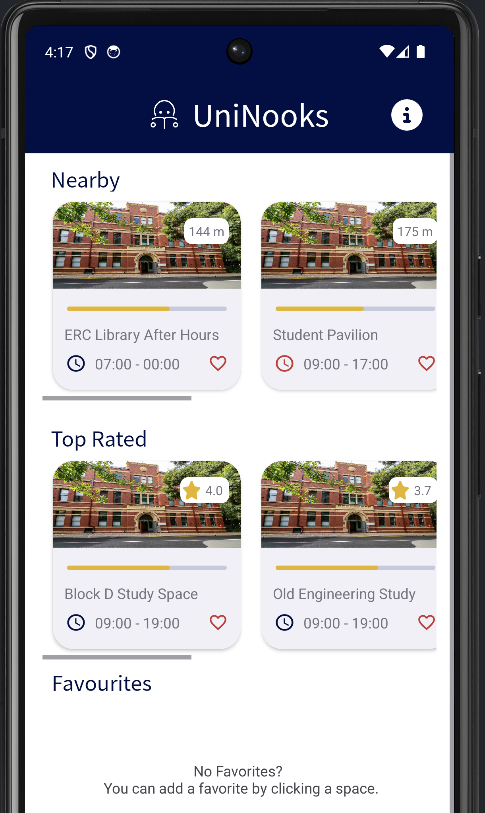 4:17
UniNooks
Nearby
144 m
175 m
ERC Library After Hours
Student Pavilion
07:00 - 00:00
09:00 - 17:00
Top Rated
4.0
3.7
Block D Study Space
Old Engineering Study
09:00 - 19:00
09:00 - 19:00
Favourites
No Favorites?
You can add a favorite by clicking a space.